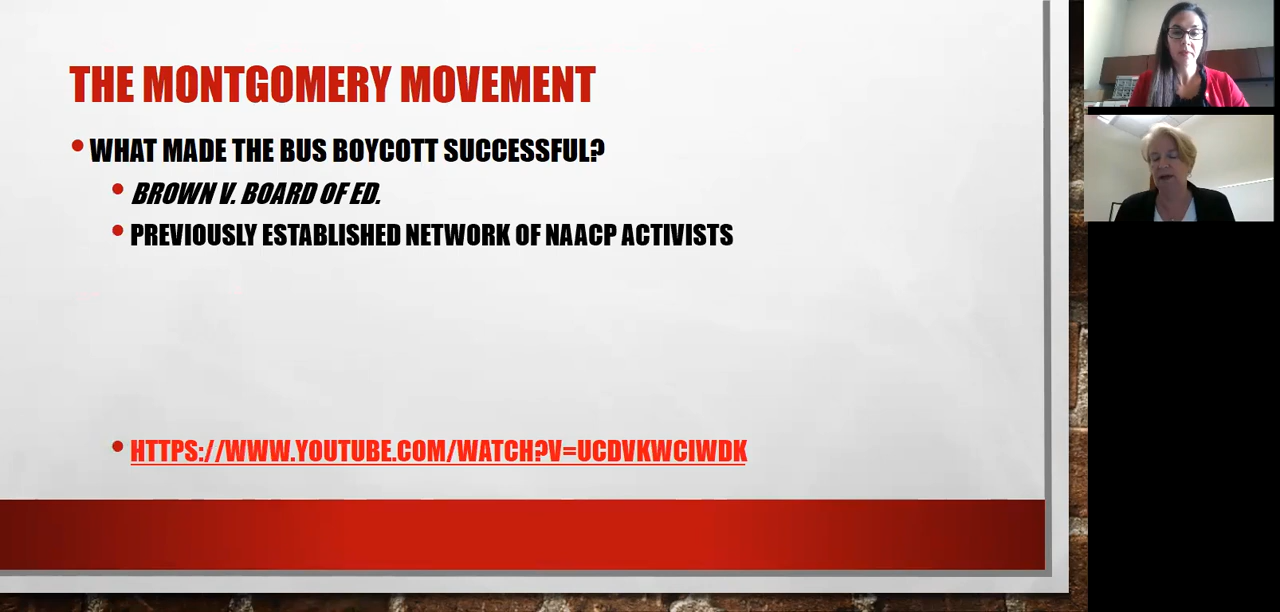 THE MONTGOMERY MOVEMENT
• WHAT MADE THE BUS BOYCOTT SUCCESSFUL?
• BROWN V. BOARD OF ED.
• PREVIOUSLY ESTABLISHED NETWORK OF NAACP ACTIVISTS
• HTTPS://WWW.YOUTUBE.COM/WATCH?V=UCDVKWCIWDK